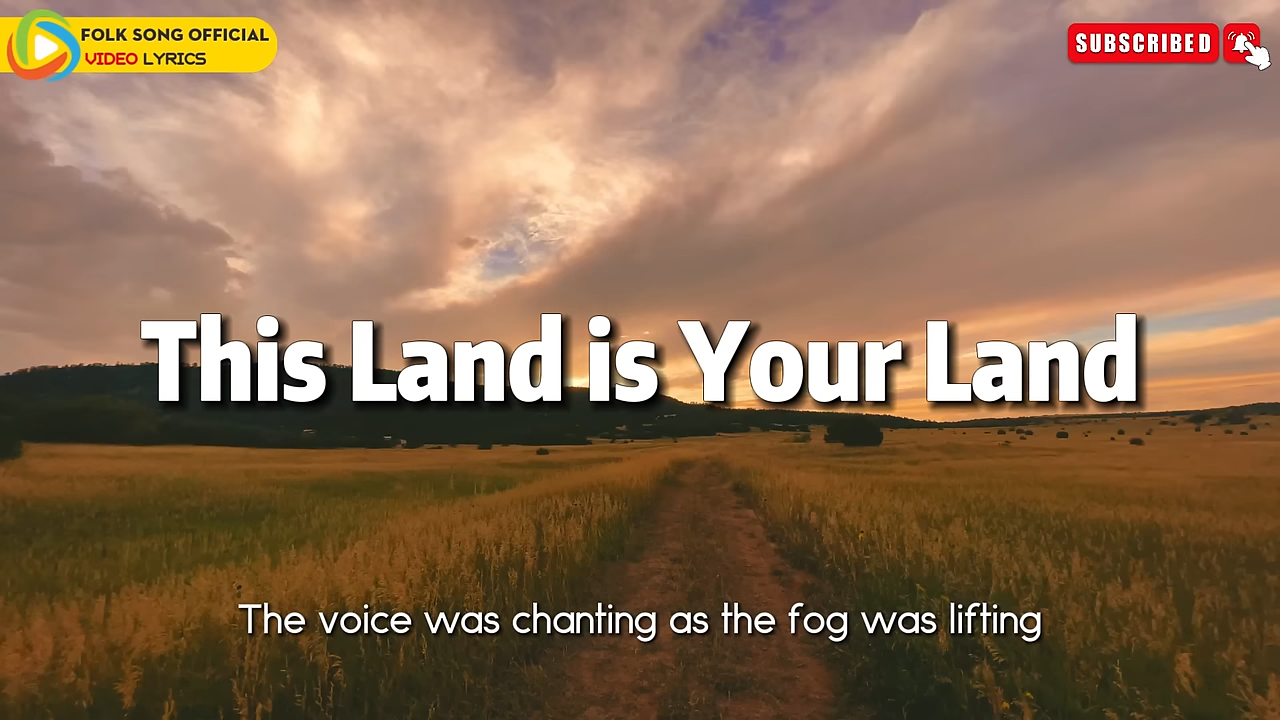 FOLK SONG OFFICIAL
VIDEO LYRICS
SUBSCRIBED
This Land is Your Land
The voice was chanting as the fog was lifting